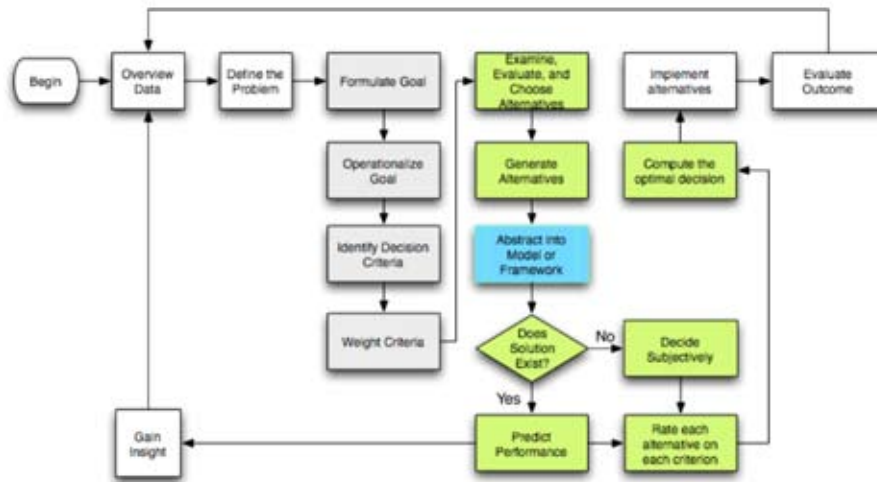 Begin
Overview
Data
Define the
Problem
Formulate Goal
Operationalize
Goal
Identify Decision
Criteria
Weight Criteria
Examine,
Evaluate, and
Choose
Alternatives
Generate
Alternatives
Abstract into
Model or
Framework
Does
Solution
Exist?
No
Yes
Decide
Subjectively
Predict
Performance
Rate each
alternative on
each criterion
Compute the
optimal decision
Implement
alternatives
Evaluate
Outcome
Gain
Insight